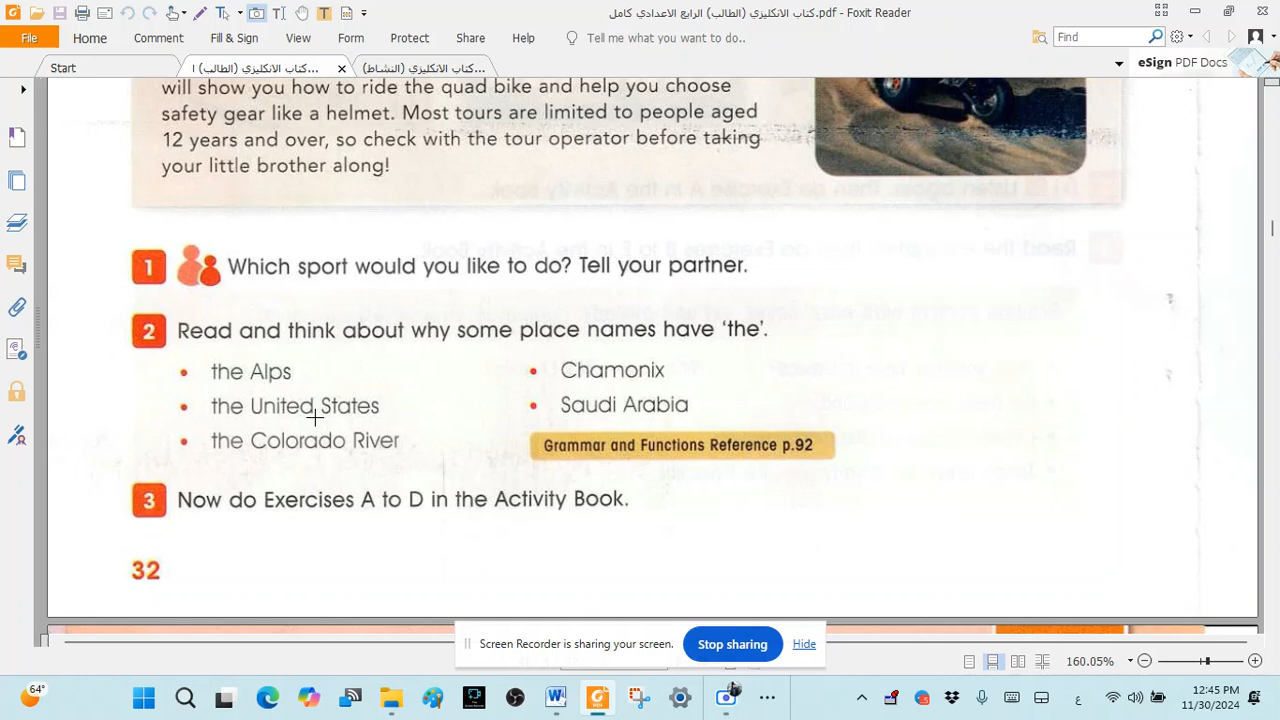 كتاب الانكليزي (الطالب) الرابع الاعدادي كامل.pdf - Foxit Reader
File Home Comment Fill & Sign View Form Protect Share Help Tell me what you want to do.. Find
Start
كتاب الانكليزي (الطالب) ا...
كتاب الانكليزي (النشاط)...
eSign PDF Docs
will show you how to ride the quad bike and help you choose
safety gear like a helmet. Most tours are limited to people aged
12 years and over, so check with the tour operator before taking
your little brother along!
1 Which sport would you like to do? Tell your partner.
2 Read and think about why some place names have ‘the’.
• the Alps
• the United States
• the Colorado River
• Chamonix
• Saudi Arabia
Grammar and Functions Reference p.92
3 Now do Exercises A to D in the Activity Book.
32
Screen Recorder is sharing your screen. Stop sharing Hide
160.05%
64°
ع
12:45 PM
11/30/2024